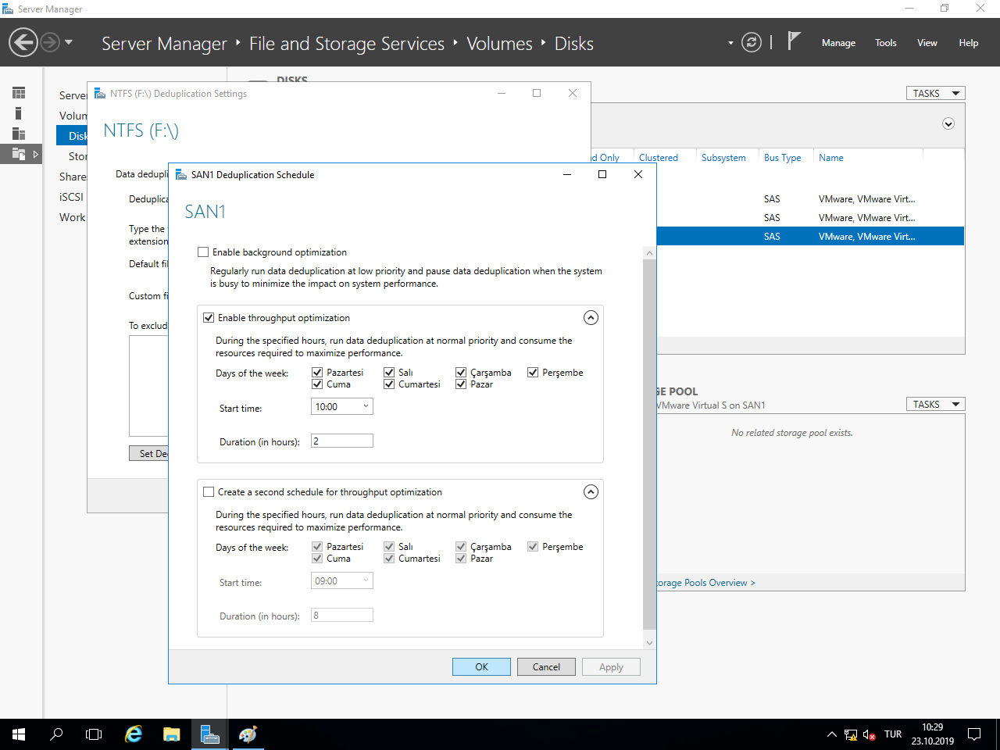 Server Manager
Server Manager ‣ File and Storage Services ‣ Volumes ‣ Disks
Manage Tools View Help
DISKS
TASKS
Server
Volum
Disk
Stor
Share
iSCSI
Work
NTFS (F:\) Deduplication Settings
NTFS (F:\)
Data dedupli
Deduplica
Type the
extension
Default fil
Custom fi
To exclud
Set De
d Only Clustered Subsystem Bus Type Name
SAS VMware, VMware Virt...
SAS VMware, VMware Virt...
SAS VMware, VMware Virt...
SAN1 Deduplication Schedule
SAN1
Enable background optimization
Regularly run data deduplication at low priority and pause data deduplication when the system
is busy to minimize the impact on system performance.
Enable throughput optimization
During the specified hours, run data deduplication at normal priority and consume the
resources required to maximize performance.
Days of the week: Pazartesi Salı Çarşamba Perşembe
Cuma Cumartesi Pazar
Start time: 10:00
Duration (in hours): 2
Create a second schedule for throughput optimization
During the specified hours, run data deduplication at normal priority and consume the
resources required to maximize performance.
Days of the week: Pazartesi Salı Çarşamba Perşembe
Cuma Cumartesi Pazar
Start time: 09:00
Duration (in hours): 8
OK Cancel Apply
GE POOL
VMware Virtual S on SAN1
TASKS
No related storage pool exists.
torage Pools Overview >
TUR
10:29
23.10.2019